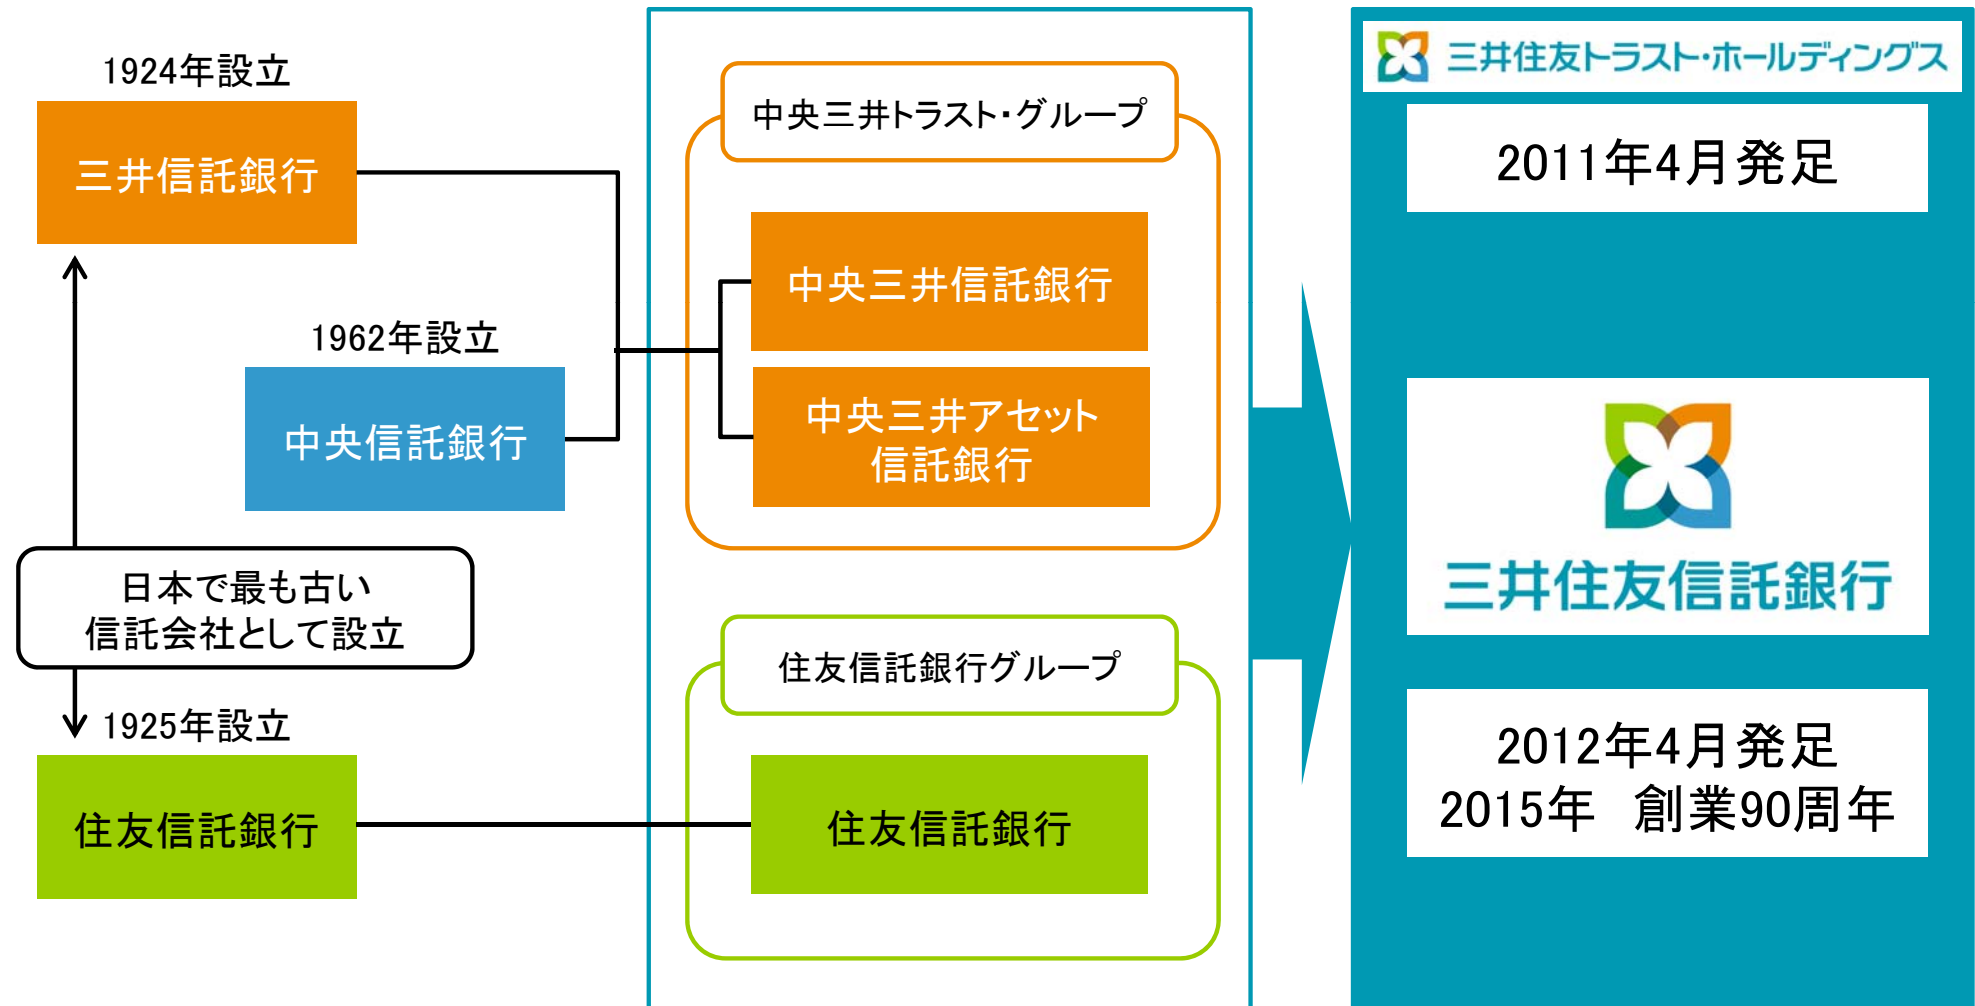 1924年設立
三井信託銀行
1962年設立
中央信託銀行
日本で最も古い
信託会社として設立
1925年設立
住友信託銀行
中央三井トラスト・グループ
中央三井信託銀行
中央三井アセット
信託銀行
住友信託銀行グループ
住友信託銀行
三井住友トラスト・ホールディングス
2011年4月発足
三井住友信託銀行
2012年4月発足
2015年　創業90周年